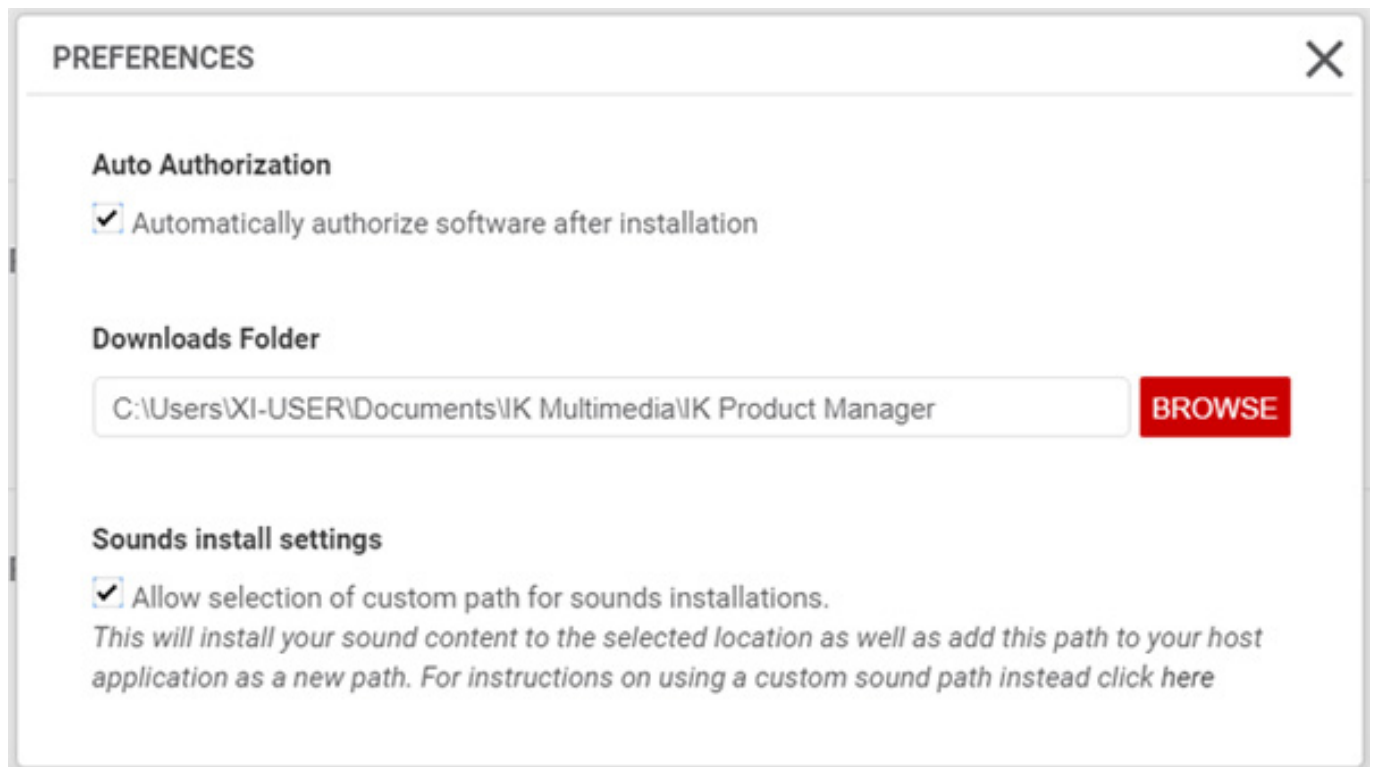 PREFERENCES
Auto Authorization
Automatically authorize software after installation
Downloads Folder
C:\Users\XI-USER\Documents\IK Multimedia\IK Product Manager
BROWSE
Sounds install settings
Allow selection of custom path for sounds installations.
This will install your sound content to the selected location as well as add this path to your host
application as a new path. For instructions on using a custom sound path instead click here